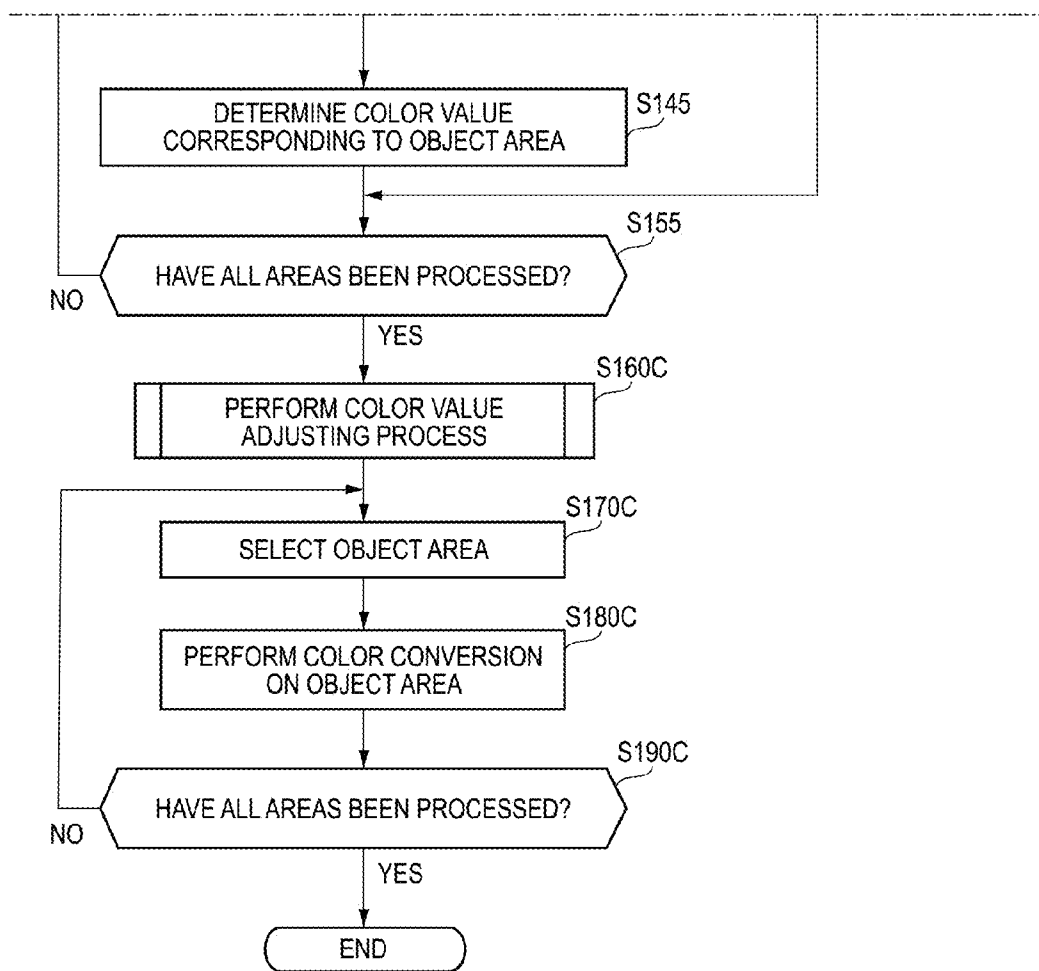 DETERMINE COLOR VALUE
CORRESPONDING TO OBJECT AREA
S145
HAVE ALL AREAS BEEN PROCESSED?
S155
NO
YES
PERFORM COLOR VALUE
ADJUSTING PROCESS
S160C
SELECT OBJECT AREA
S170C
PERFORM COLOR CONVERSION
ON OBJECT AREA
S180C
HAVE ALL AREAS BEEN PROCESSED?
S190C
NO
YES
END